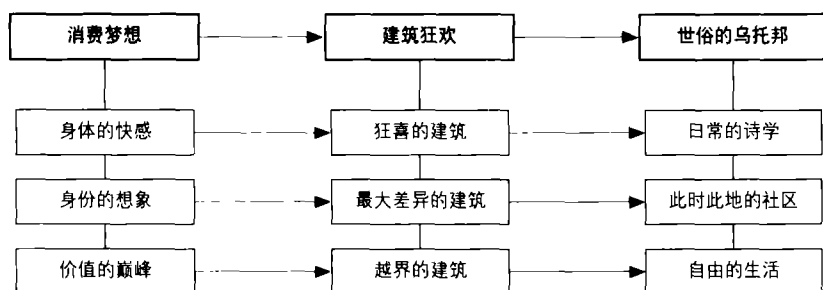 消费梦想 建筑狂欢 世俗的乌托邦
身体的快感 狂喜的建筑 日常的诗学
身份的想象 最大差异的建筑 此时此地的社区
价值的巅峰 越界的建筑 自由的生活